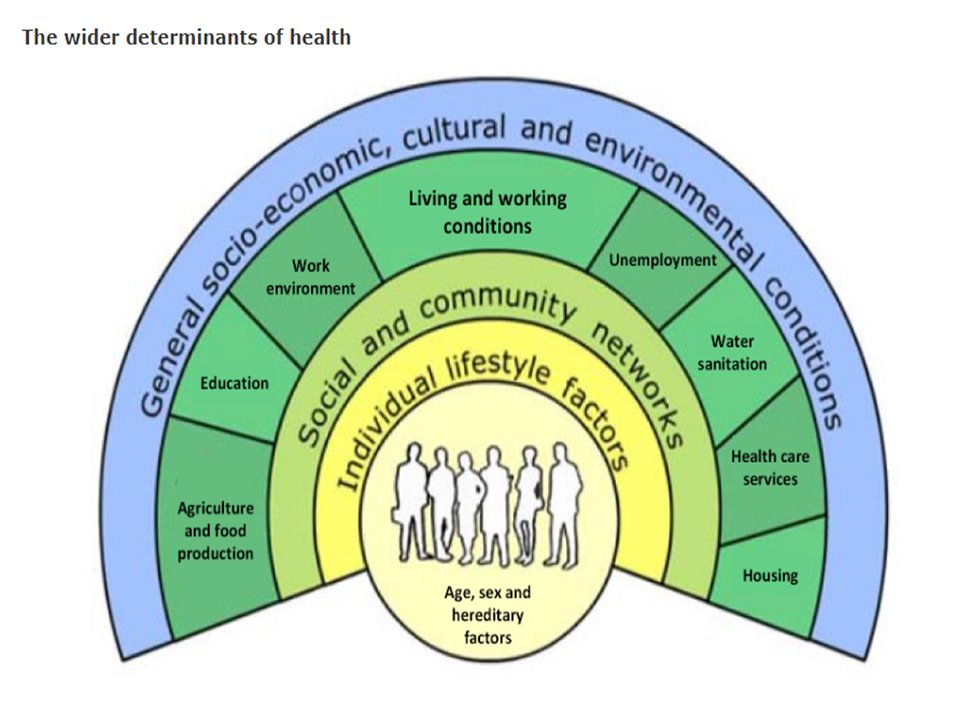 The wider determinants of health
General socio-economic, cultural and environmental conditions
Living and working
conditions
Work
environment
Unemployment
Education
Water
sanitation
Agriculture
and food
production
Health care
services
Housing
Social and community networks
Individual lifestyle factors
Age, sex and
hereditary
factors